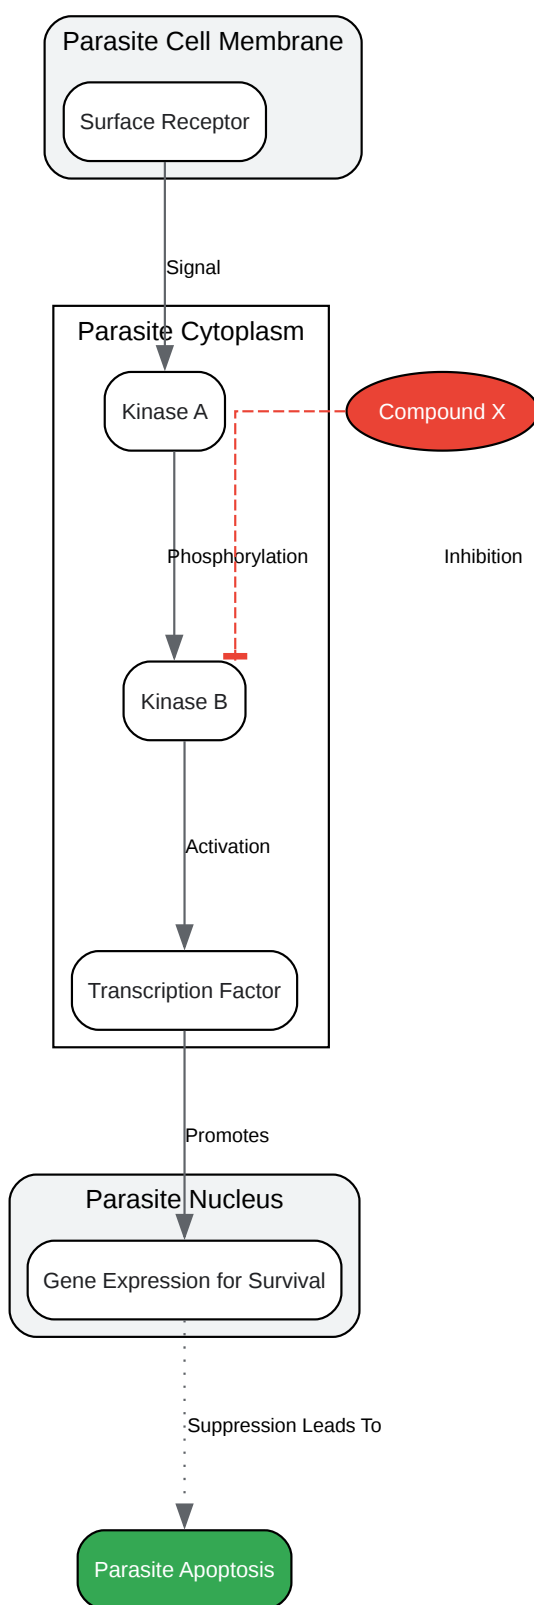 Parasite Cell Membrane
Surface Receptor
Signal
Parasite Cytoplasm
Kinase A
Compound X
Phosphorylation
Inhibition
Kinase B
Activation
Transcription Factor
Promotes
Parasite Nucleus
Gene Expression for Survival
Suppression Leads To
Parasite Apoptosis